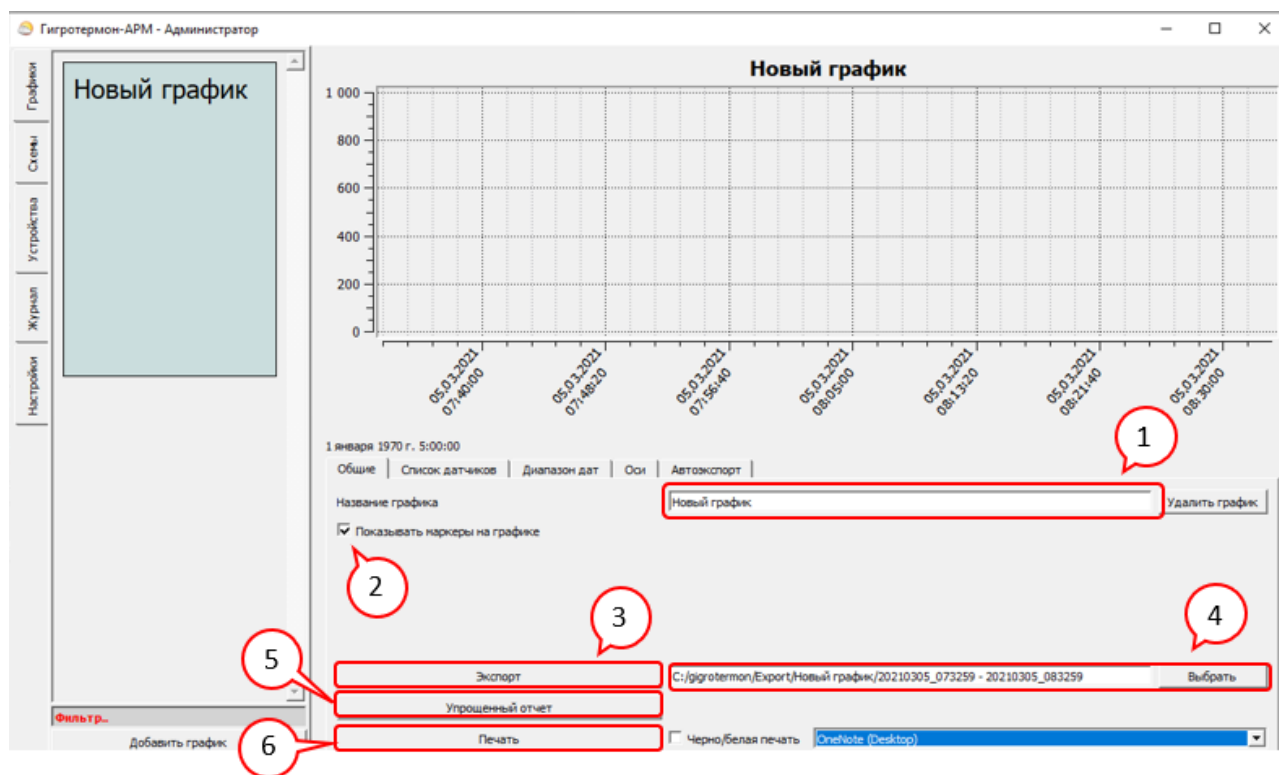 Гигротермон-АРМ - Администратор
Графики
Схемы
Устройства
Журнал
Настройки
Новый график
Фильтр..
Добавить график
Новый график
1 000
800
600
400
200
0
05,03,2021
07:40:00
05,03,2021
07:48:20
05,03,2021
07:56:40
05,03,2021
08:05:00
05,03,2021
08:13:20
05,03,2021
08:21:40
05,03,2021
08:30:00
1 января 1970 г. 5:00:00
Общие
Список датчиков
Диапазон дат
Оси
Автоэкспорт
1
Название графика
Новый график
Удалить график
Показывать маркеры на графике
2
3
4
5
Экспорт
C:/gigrotermon/Export/Новый график/20210305_073259 - 20210305_083259
Выбрать
Упрощенный отчет
6
Печать
Черно/белая печать
OneNote (Desktop)